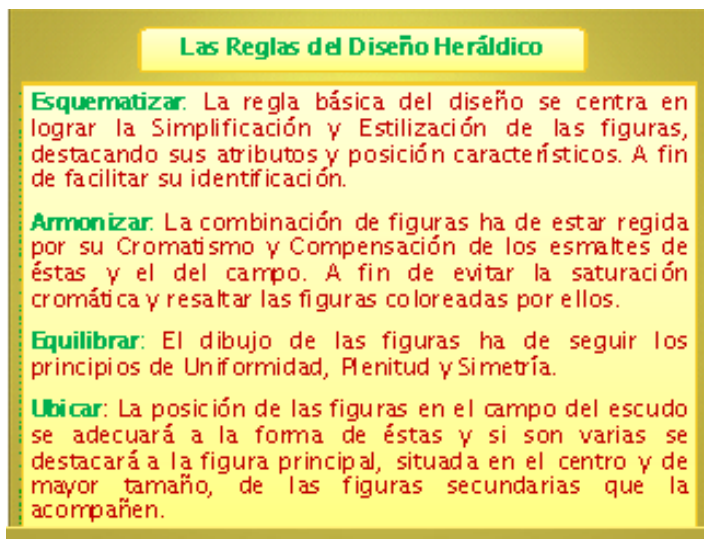 Las Reglas del Diseño Heráldico
Esquematizar: La regla básica del diseño se centra en
lograr la Simplificación y Estilización de las figuras,
destacando sus atributos y posición característicos. A fin
de facilitar su identificación.
Armonizar: La combinación de figuras ha de estar regida
por su Cromatismo y Compensación de los esmaltes de
éstas y el del campo. A fin de evitar la saturación
cromática y resaltar las figuras coloreadas por ellos.
Equilibrar: El dibujo de las figuras ha de seguir los
principios de Uniformidad, Plenitud y Simetría.
Ubicar: La posición de las figuras en el campo del escudo
se adecuará a la forma de éstas y si son varias se
destacará a la figura principal, situada en el centro y de
mayor tamaño, de las figuras secundarias que la
acompañen.